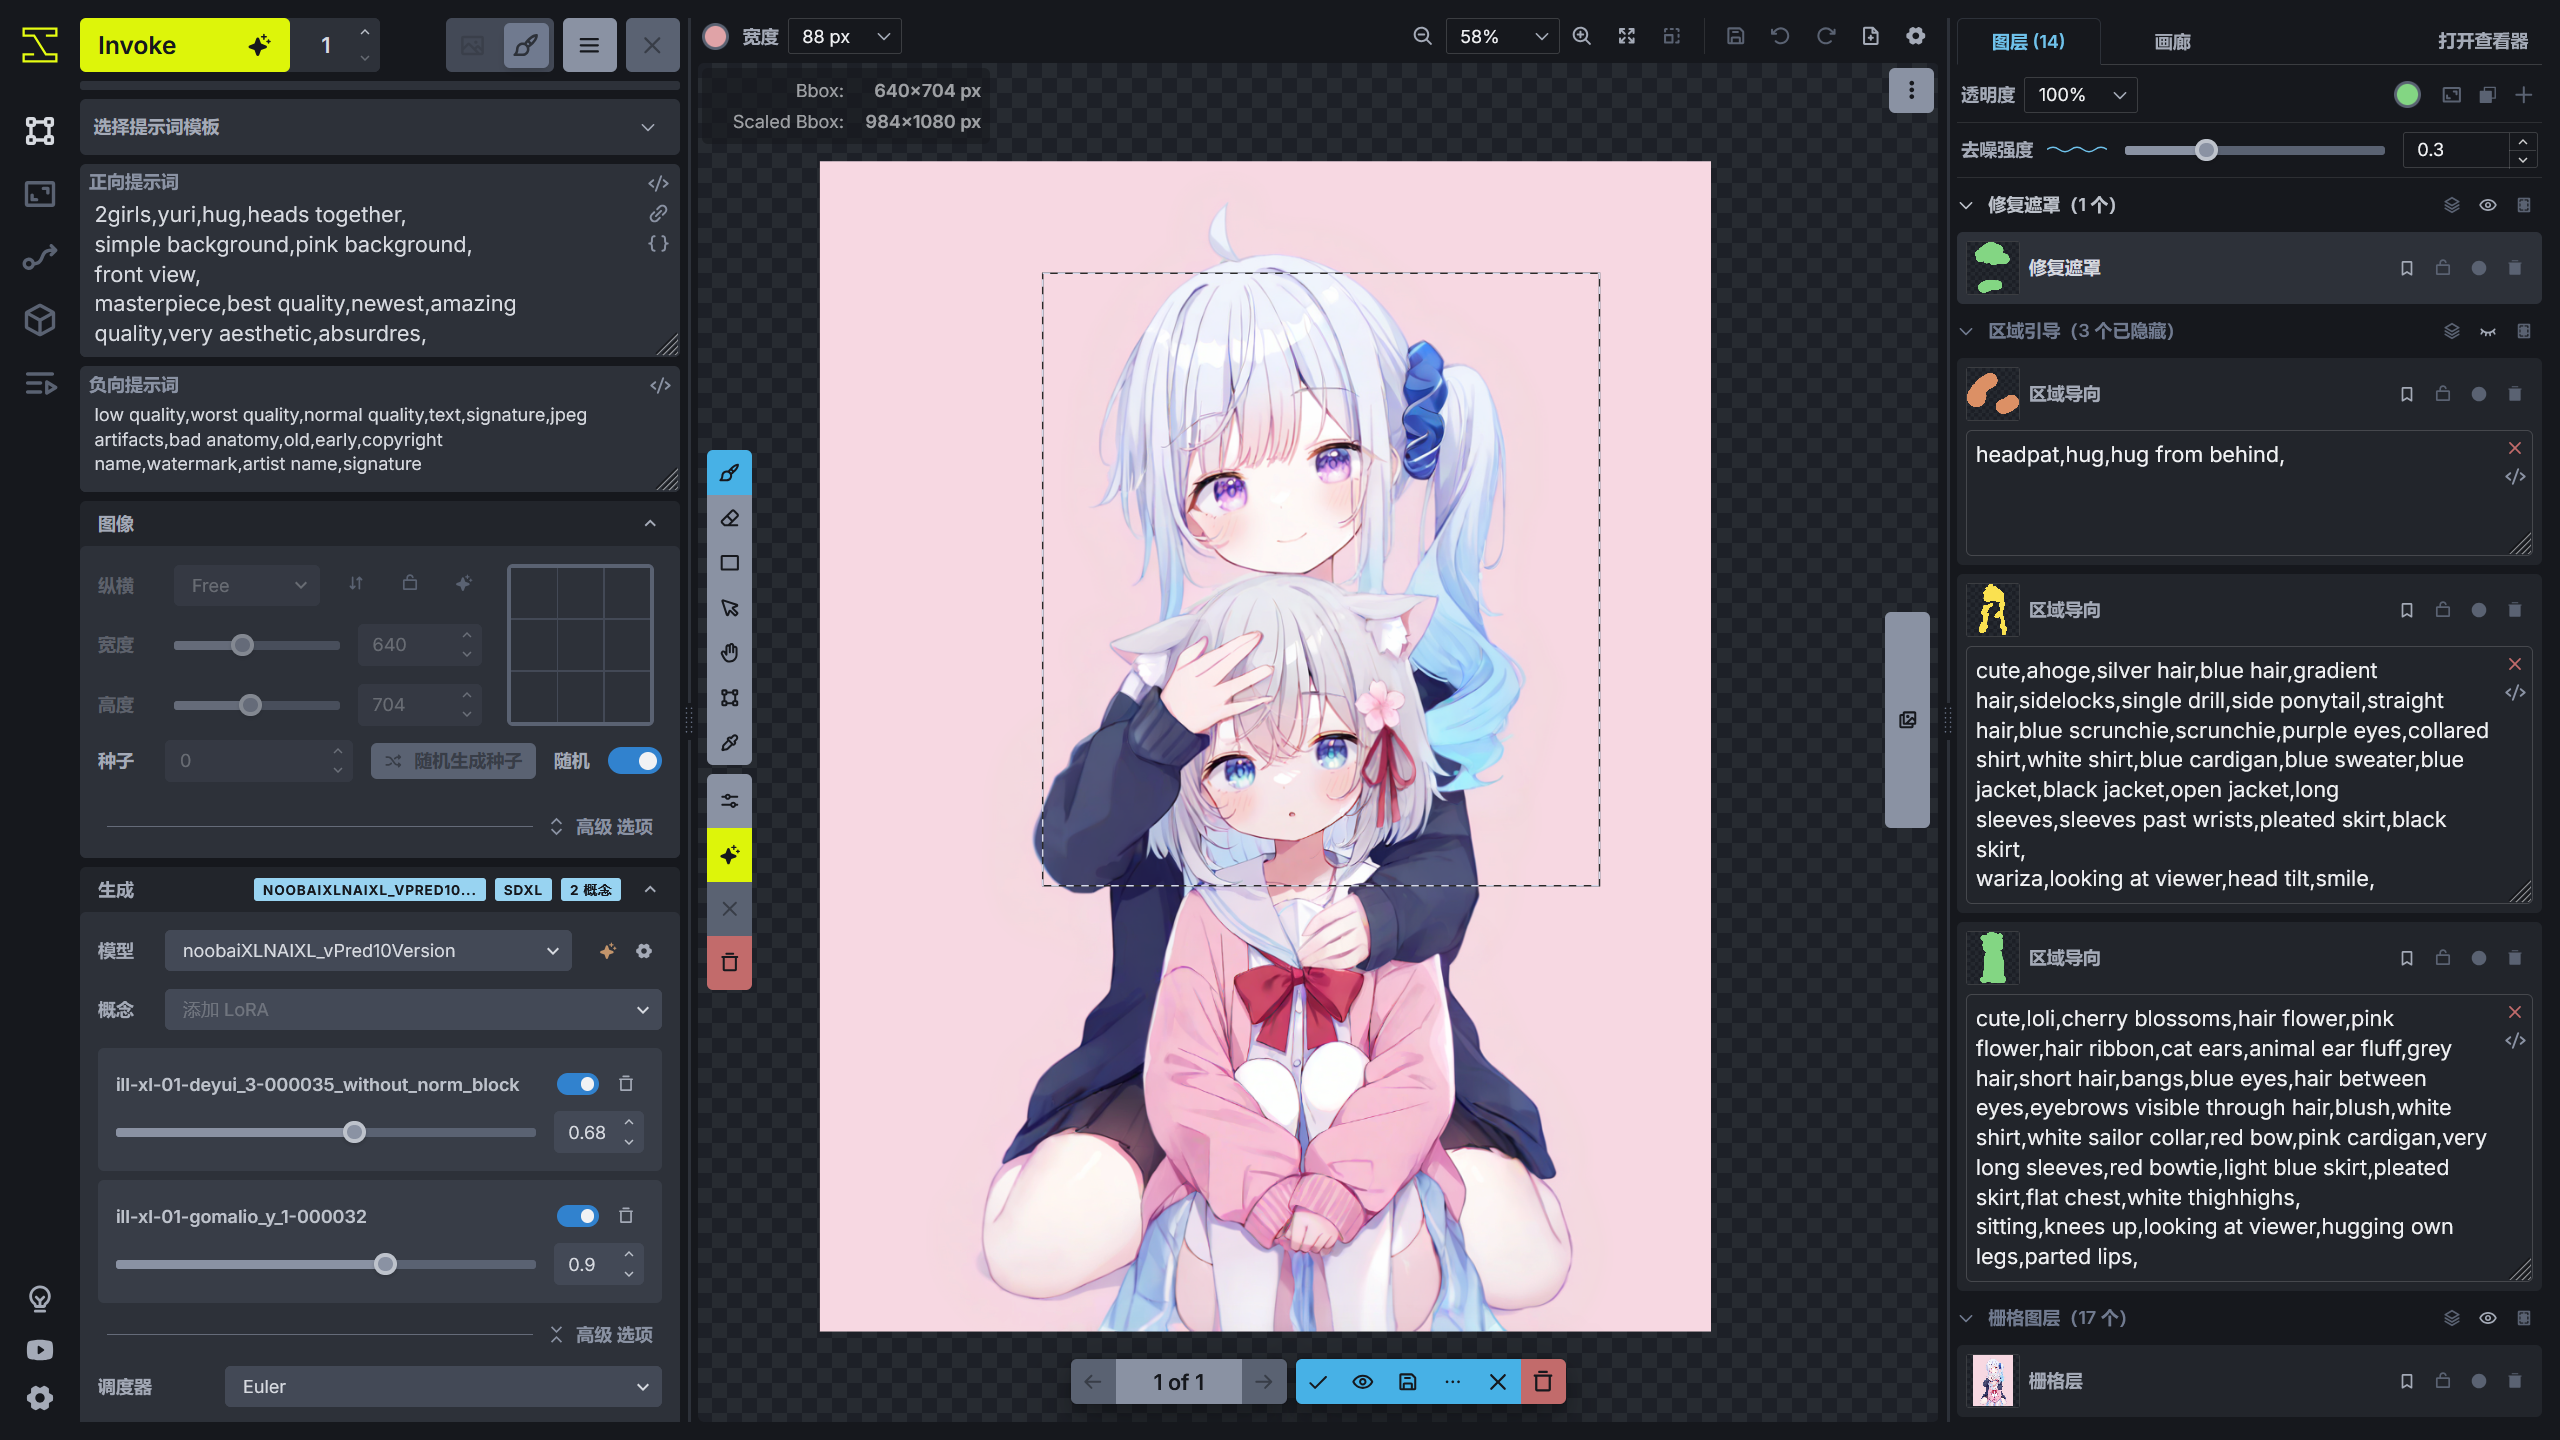 Invoke
1
宽度
88 px
58%
图层 (14)
画廊
打开查看器
Bbox: 640×704 px
Scaled Bbox: 984×1080 px
选择提示词模板
正向提示词
2girls,yuri,hug,heads together,
simple background,pink background,
front view,
masterpiece,best quality,newest,amazing
quality,very aesthetic,absurdres,
负向提示词
low quality,worst quality,normal quality,text,signature,jpeg
artifacts,bad anatomy,old,early,copyright
name,watermark,artist name,signature
图像
纵横
Free
宽度
640
高度
704
种子
0
随机生成种子
随机
高级 选项
生成
NOOBAIXLNAIXL_VPRED10...
SDXL
2 概念
模型
noobaiXLNAIXL_vPred10Version
概念
添加 LoRA
ill-xl-01-deyui_3-000035_without_norm_block
0.68
ill-xl-01-gomalio_y_1-000032
0.9
高级 选项
调度器
Euler
1 of 1
透明度
100%
去噪强度
0.3
修复遮罩 (1 个)
修复遮罩
区域引导 (3 个已隐藏)
区域导向
headpat,hug,hug from behind,
区域导向
cute,ahoge,silver hair,blue hair,gradient
hair,sidelocks,single drill,side ponytail,straight
hair,blue scrunchie,scrunchie,purple eyes,collared
shirt,white shirt,blue cardigan,blue sweater,blue
jacket,black jacket,open jacket,long
sleeves,sleeves past wrists,pleated skirt,black
skirt,
wariza,looking at viewer,head tilt,smile,
区域导向
cute,loli,cherry blossoms,hair flower,pink
flower,hair ribbon,cat ears,animal ear fluff,grey
hair,short hair,bangs,blue eyes,hair between
eyes,eyebrows visible through hair,blush,white
shirt,white sailor collar,red bow,pink cardigan,very
long sleeves,red bowtie,light blue skirt,pleated
skirt,flat chest,white thighhighs,
sitting,knees up,looking at viewer,hugging own
legs,parted lips,
栅格图层 (17 个)
栅格层